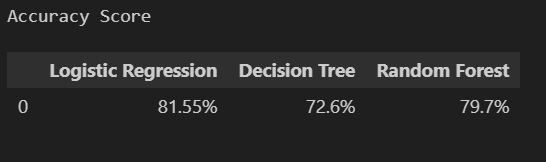 Accuracy Score
Logistic Regression Decision Tree Random Forest
0 81.55% 72.6% 79.7%